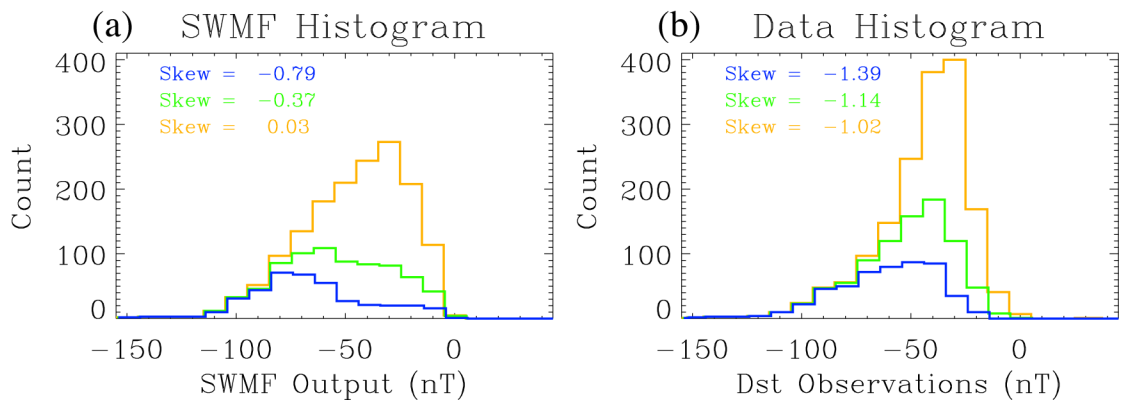 (a) SWMF Histogram
400
300
200
100
0
Count
Skew = −0.79
Skew = −0.37
Skew = 0.03
−150 −100 −50 0
SWMF Output (nT)
(b) Data Histogram
400
300
200
100
0
Count
Skew = −1.39
Skew = −1.14
Skew = −1.02
−150 −100 −50 0
Dst Observations (nT)